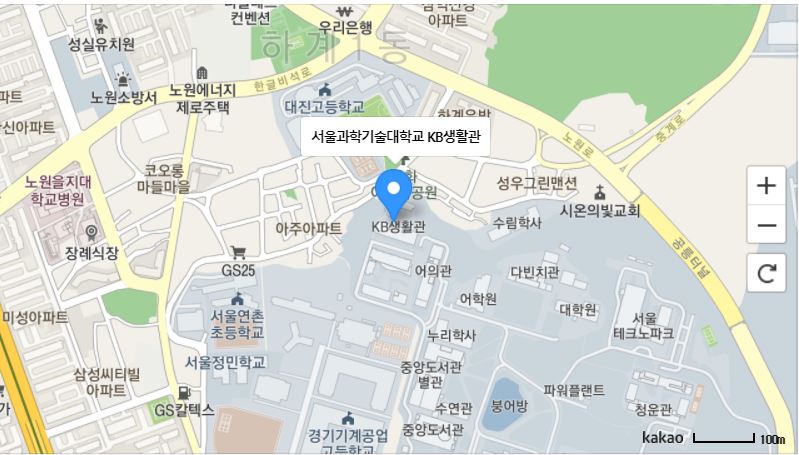 컨벤션
우리은행
아파트
성실유치원
하계1동
노원소방서
노원에너지
제로주택
한글비석로
대진고등학교
파트
신아파트
서울과학기술대학교 KB생활관
노원로
중계로
코오롱
마들마을
노원을지대
학교병원
공원
성우그린맨션
시온의빛교회
아주아파트
KB생활관
수림학사
장례식장
GS25
어의관
다빈치관
공릉터널
어학원
대학원
미성아파트
서울연촌
초등학교
누리학사
서울
테크노파크
서울정민학교
중앙도서관
별관
삼성씨티빌
아파트
파워플랜트
GS칼텍스
수연관
붕어방
청운관
가
경기기계공업
고등학교
중앙도서관
kakao
100m